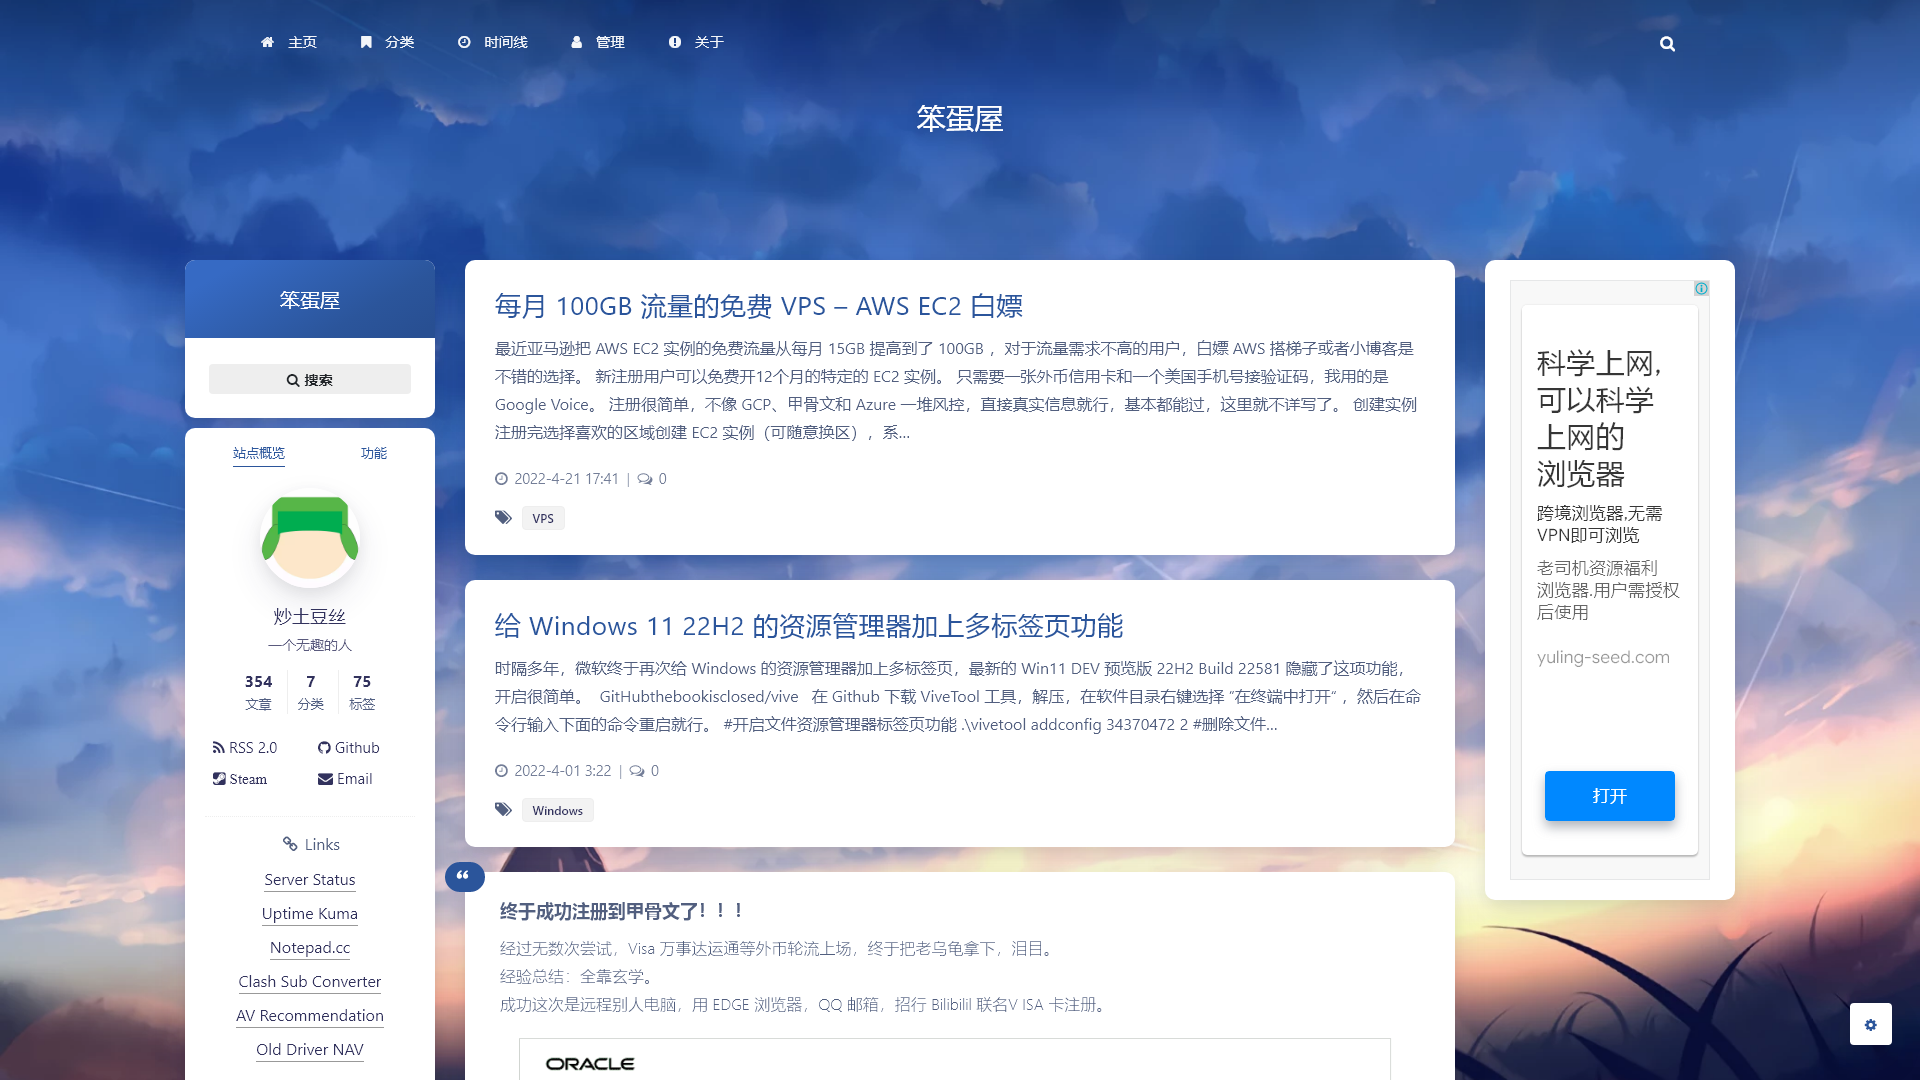 主页 分类 时间线 管理 关于
笨蛋屋
笨蛋屋
搜索
站点概览 功能
炒土豆丝
一个无趣的人
354 7 75
文章 分类 标签
RSS 2.0 Github
Steam Email
Links
Server Status
Uptime Kuma
Notepad.cc
Clash Sub Converter
AV Recommendation
Old Driver NAV
每月 100GB 流量的免费 VPS – AWS EC2 白嫖
最近亚马逊把 AWS EC2 实例的免费流量从每月 15GB 提高到了 100GB ，对于流量需求不高的用户，白嫖 AWS 搭梯子或者小博客是
不错的选择。 新注册用户可以免费开12个月的特定的 EC2 实例。 只需要一张外币信用卡和一个美国手机号接验证码，我用的是
Google Voice。 注册很简单，不像 GCP、甲骨文和 Azure 一堆风控，直接真实信息就行，基本都能过，这里就不详写了。 创建实例
注册完选择喜欢的区域创建 EC2 实例（可随意换区），系...
2022-4-21 17:41 | 0
VPS
给 Windows 11 22H2 的资源管理器加上多标签页功能
时隔多年，微软终于再次给 Windows 的资源管理器加上多标签页，最新的 Win11 DEV 预览版 22H2 Build 22581 隐藏了这项功能，
开启很简单。 GitHubthebookisclosed/vive 在 Github 下载 ViveTool 工具，解压，在软件目录右键选择 “在终端中打开“ ，然后在命
令行输入下面的命令重启就行。 #开启文件资源管理器标签页功能 .\vivetool addconfig 34370472 2 #删除文件...
2022-4-01 3:22 | 0
Windows
终于成功注册到甲骨文了！！！
经过无数次尝试，Visa 万事达运通等外币轮流上场，终于把老乌龟拿下，泪目。
经验总结：全靠玄学。
成功这次是远程别人电脑，用 EDGE 浏览器，QQ 邮箱，招行 Bilibilil 联名V ISA 卡注册。
ORACLE
科学上网,
可以科学
上网的
浏览器
跨境浏览器,无需
VPN即可浏览
老司机资源福利
浏览器.用户需授权
后使用
yuling-seed.com
打开